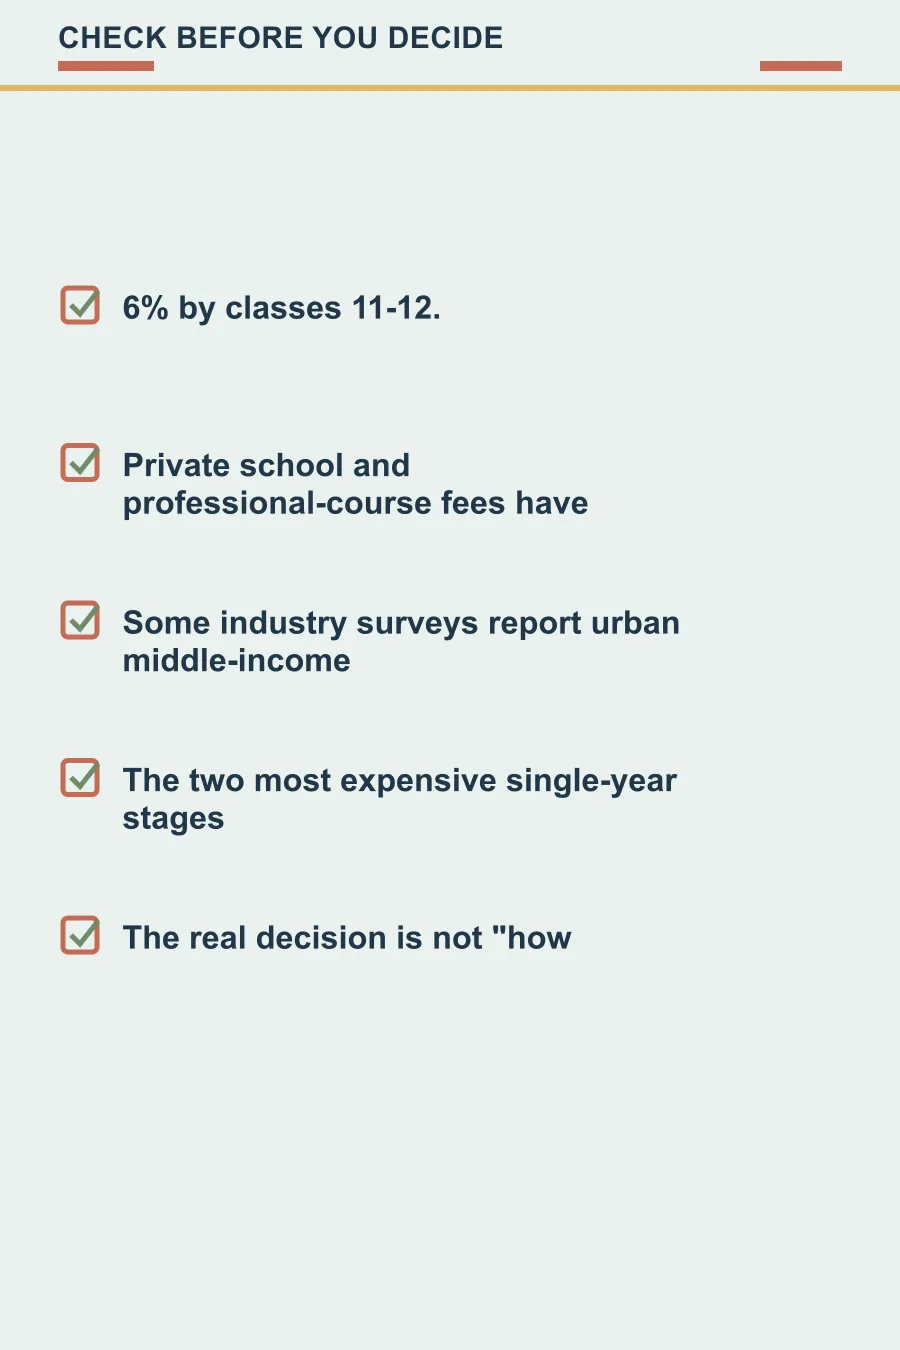 CHECK BEFORE YOU DECIDE
6% by classes 11-12.
Private school and
professional-course fees have
Some industry surveys report urban
middle-income
The two most expensive single-year
stages
The real decision is not "how